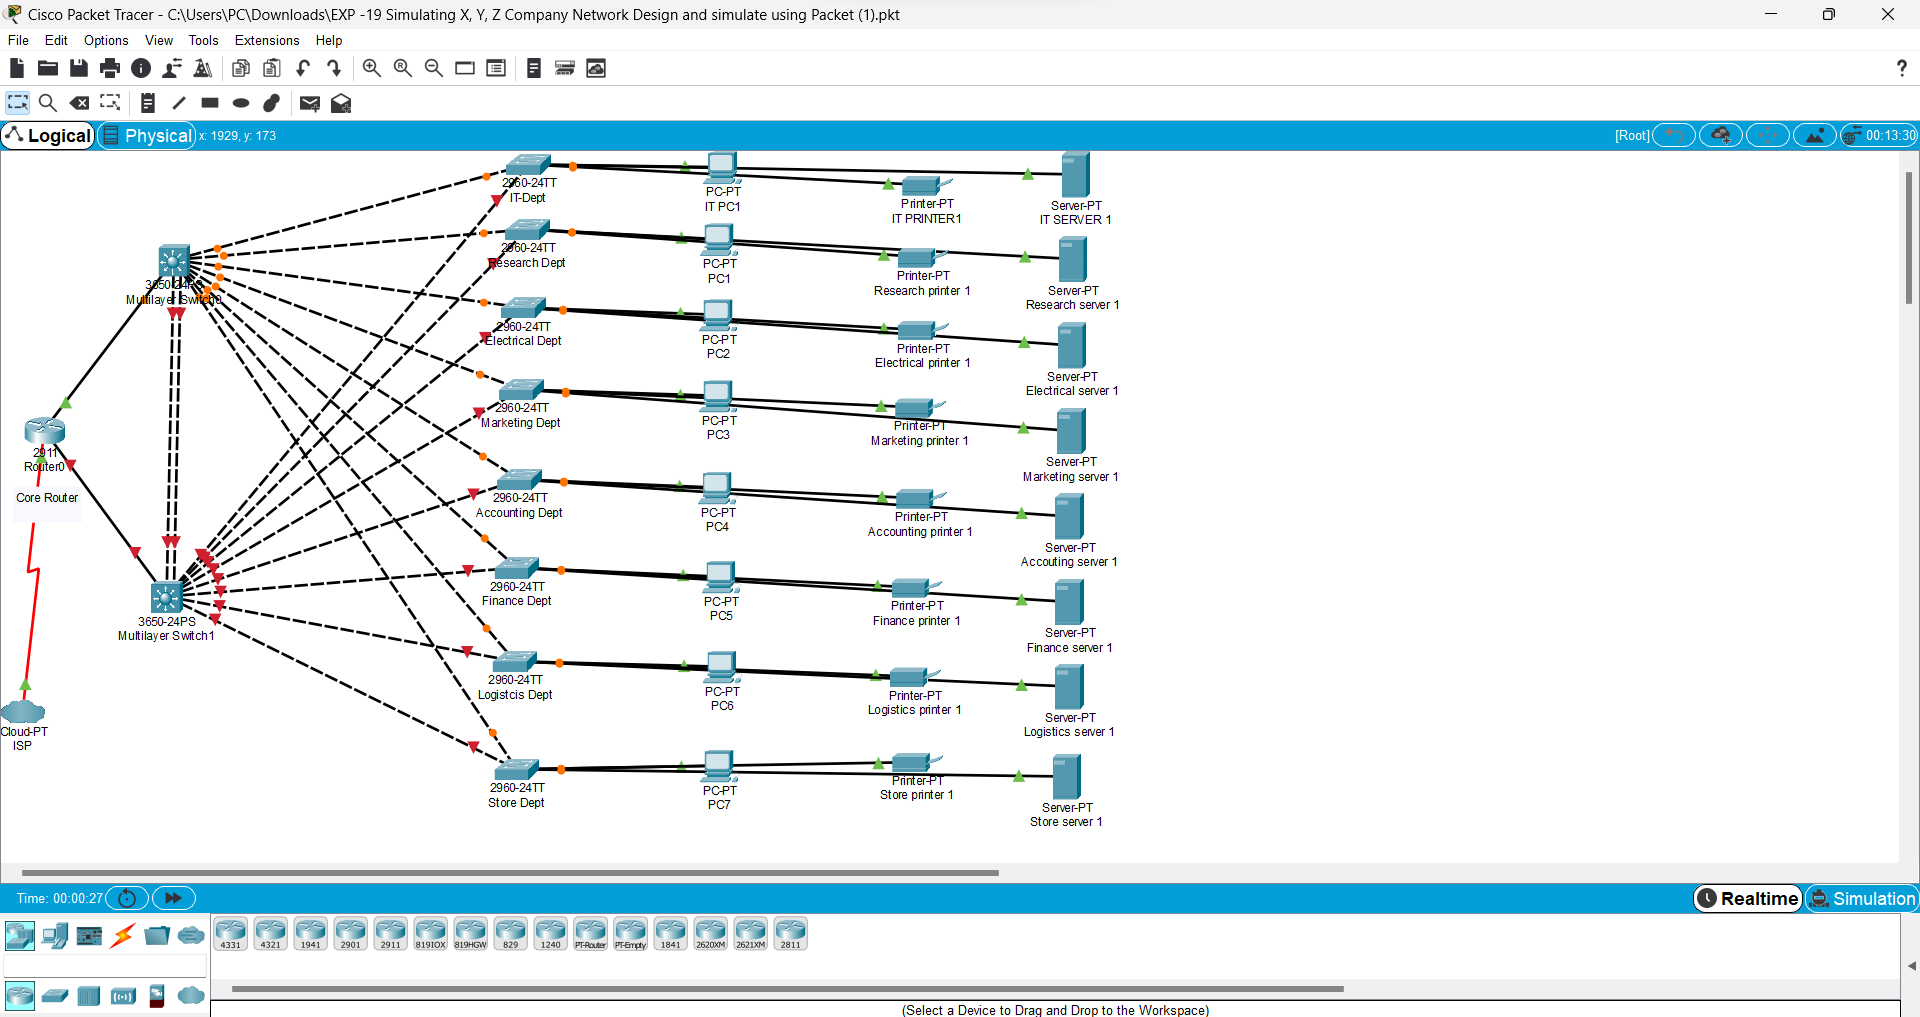 Cisco Packet Tracer - C:\Users\PC\Downloads\EXP -19 Simulating X, Y, Z Company Network Design and simulate using Packet (1).pkt
File Edit Options View Tools Extensions Help
Logical Physical x: 1929, y: 173 [Root] 00:13:30
2960-24TT
IT-Dept
PC-PT
IT PC1
Printer-PT
IT PRINTER1
Server-PT
IT SERVER 1
2960-24TT
Research Dept
PC-PT
PC1
Printer-PT
Research printer 1
Server-PT
Research server 1
3650-24PS
Multilayer Switch0
2960-24TT
Electrical Dept
PC-PT
PC2
Printer-PT
Electrical printer 1
Server-PT
Electrical server 1
2960-24TT
Marketing Dept
PC-PT
PC3
Printer-PT
Marketing printer 1
Server-PT
Marketing server 1
2911
Router0
Core Router
2960-24TT
Accounting Dept
PC-PT
PC4
Printer-PT
Accounting printer 1
Server-PT
Accouting server 1
2960-24TT
Finance Dept
PC-PT
PC5
Printer-PT
Finance printer 1
Server-PT
Finance server 1
3650-24PS
Multilayer Switch1
2960-24TT
Logistcis Dept
PC-PT
PC6
Printer-PT
Logistics printer 1
Server-PT
Logistics server 1
Cloud-PT
ISP
2960-24TT
Store Dept
PC-PT
PC7
Printer-PT
Store printer 1
Server-PT
Store server 1
Time: 00:00:27 Realtime Simulation
4331 4321 1941 2901 2911 819IOX 819HGW 829 1240 PT-Router PT-Empty 1841 2620XM 2621XM 2811
(Select a Device to Drag and Drop to the Workspace)